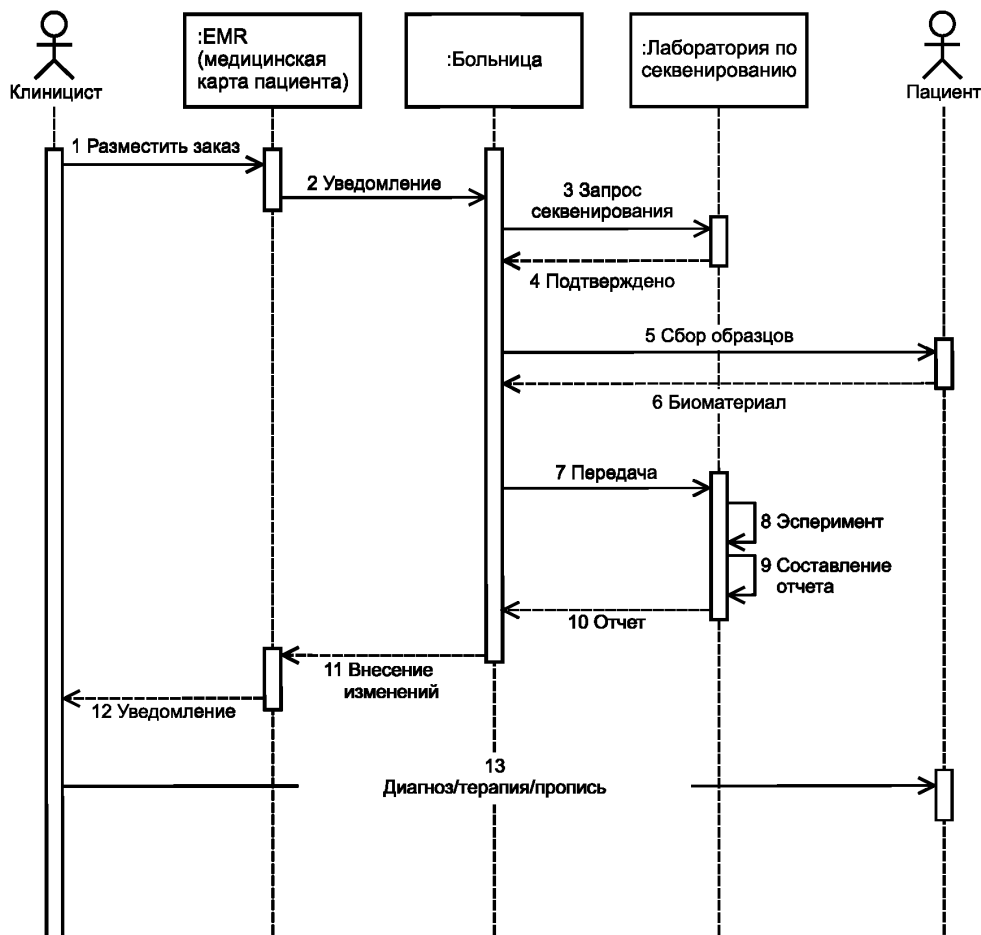 :EMR
(медицинская
карта пациента)
:Больница
:Лаборатория по
секвенированию
Клиницист
Пациент
1 Разместить заказ
2 Уведомление
3 Запрос
секвенирования
4 Подтверждено
5 Сбор образцов
6 Биоматериал
7 Передача
8 Эсперимент
9 Составление
отчета
10 Отчет
11 Внесение
изменений
12 Уведомление
13
Диагноз/терапия/пропись